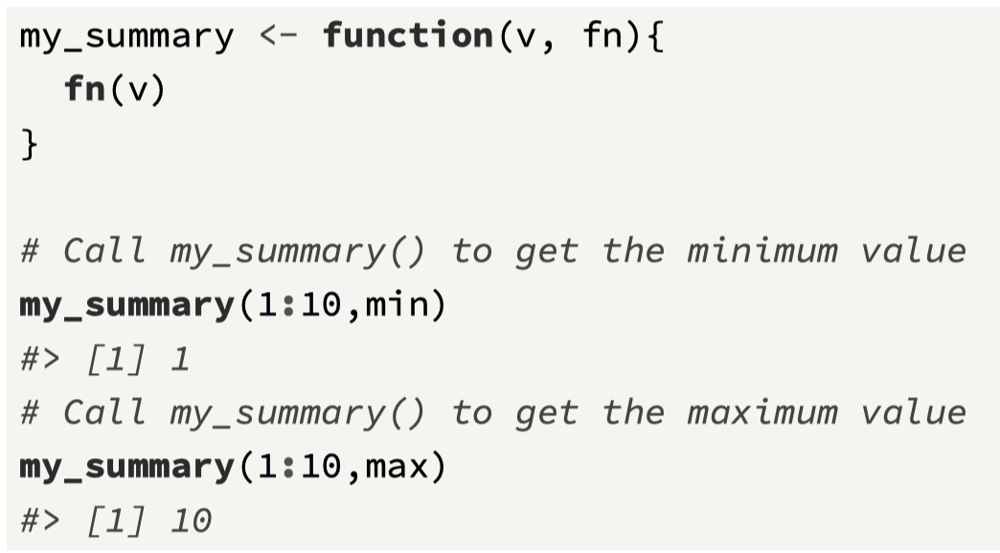 my_summary <- function(v, fn){
  fn(v)
}

# Call my_summary() to get the minimum value
my_summary(1:10,min)
#> [1] 1
# Call my_summary() to get the maximum value
my_summary(1:10,max)
#> [1] 10